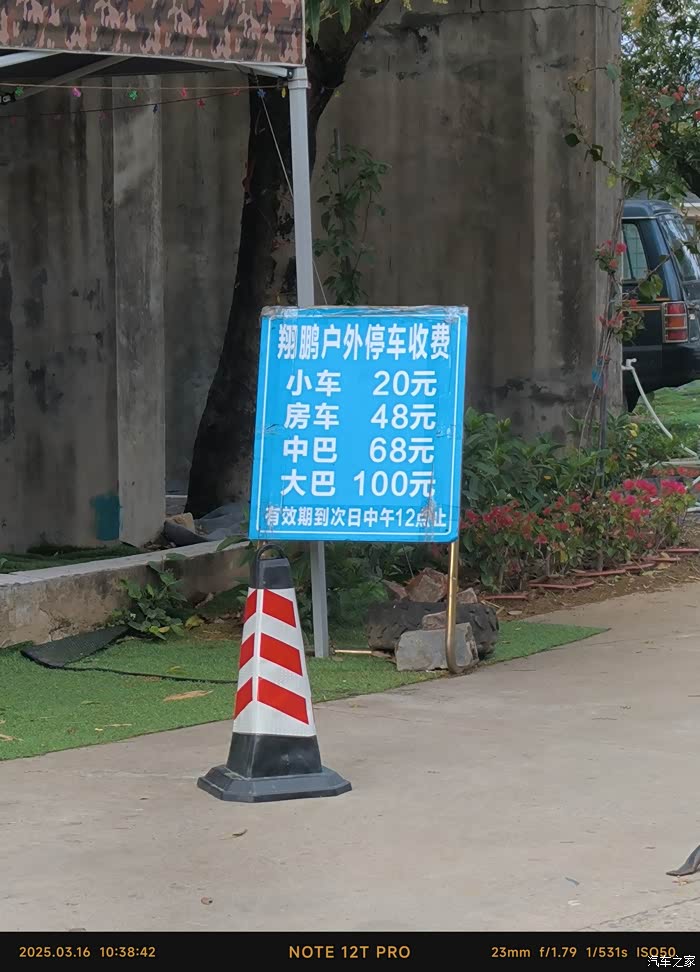 翔鹏户外停车收费
小车 20元
房车 48元
中巴 68元
大巴 100元
有效期到次日中午12点止
2025.03.16 10:38:42 NOTE 12T PRO 23mm f/1.79 1/531s ISO50
汽车之家